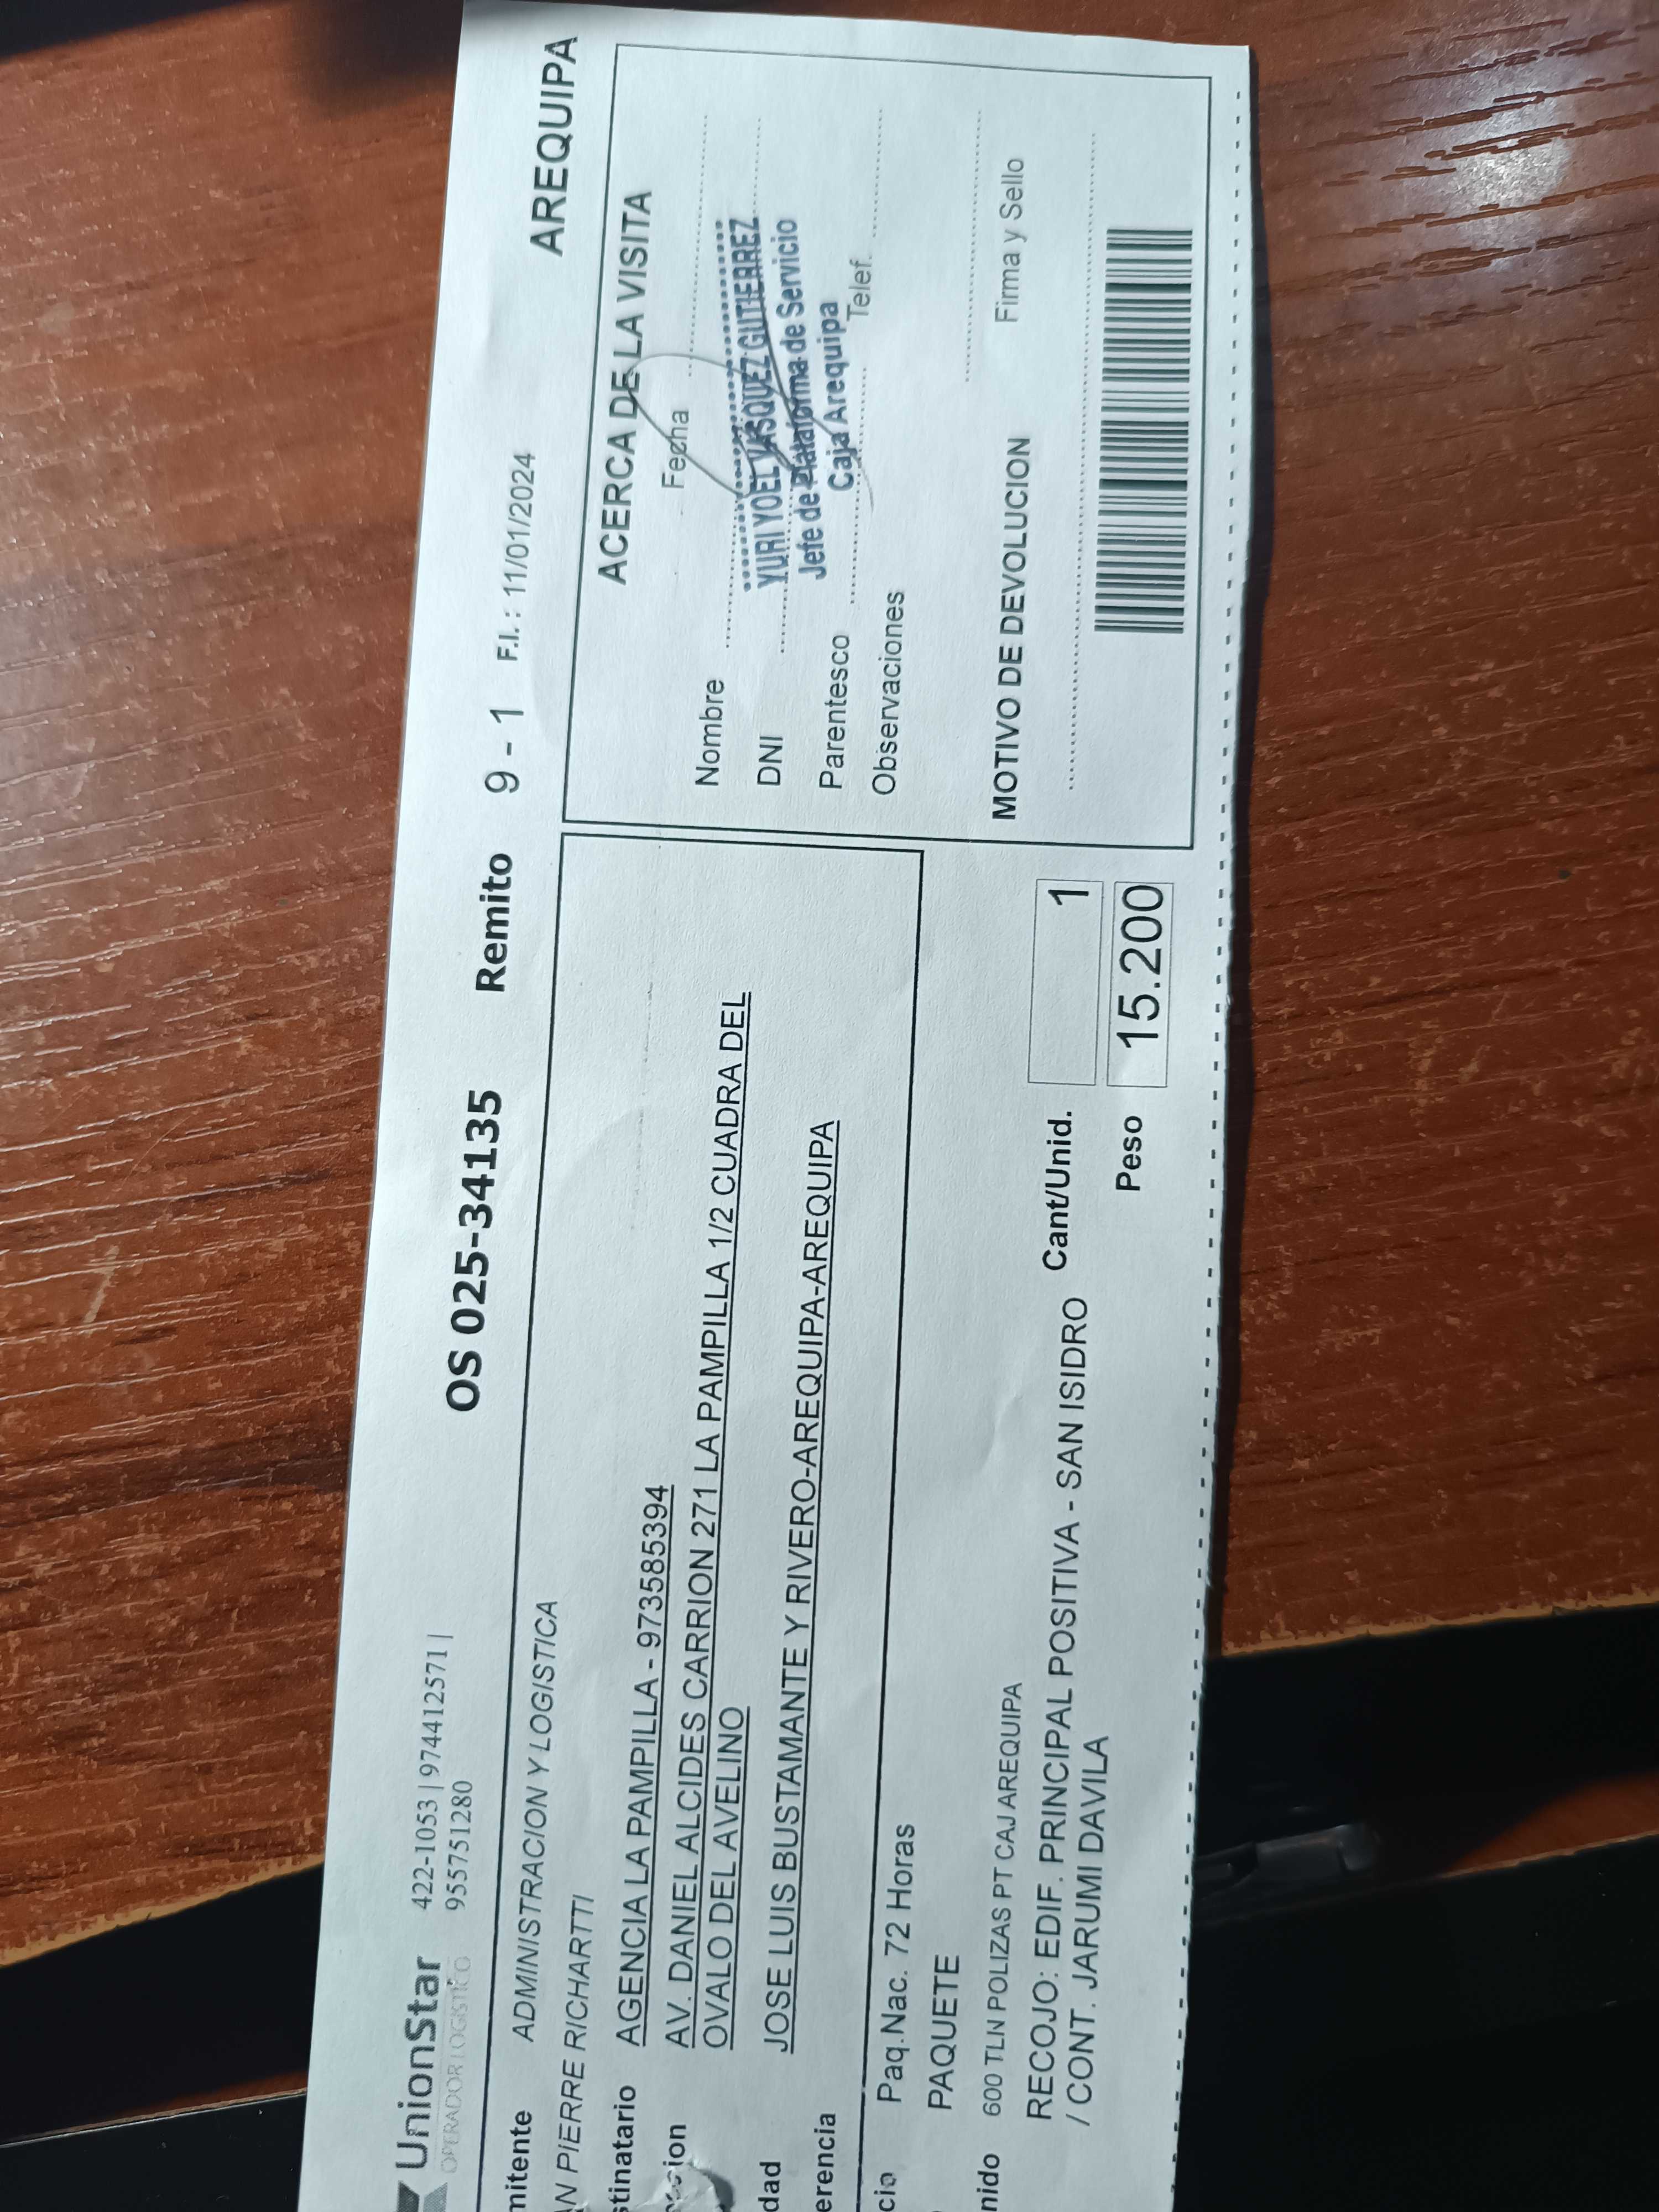 UnionStar 422-1053 | 974412571 |
OPERADOR LOGISTICO 955751280
OS 025-34135 Remito 9 - 1 F.I.: 11/01/2024 AREQUIPA
mitente ADMINISTRACION Y LOGISTICA
AN PIERRE RICHARTTI
stinatario AGENCIA LA PAMPILLA - 973585394
AV. DANIEL ALCIDES CARRION 271 LA PAMPILLA 1/2 CUADRA DEL
OVALO DEL AVELINO
dad JOSE LUIS BUSTAMANTE Y RIVERO-AREQUIPA-AREQUIPA
erencia
cio Paq.Nac. 72 Horas
PAQUETE
nido 600 TLN POLIZAS PT CAJ AREQUIPA
RECOJO: EDIF. PRINCIPAL POSITIVA - SAN ISIDRO
/ CONT. JARUMI DAVILA
Cant/Unid. 1
Peso 15.200
ACERCA DE LA VISITA
Fecha
Nombre
DNI
Parentesco Telef.
Observaciones
YURI YOEL VASQUEZ GUTIERREZ
Jefe de Plataforma de Servicio
Caja Arequipa
MOTIVO DE DEVOLUCION Firma y Sello